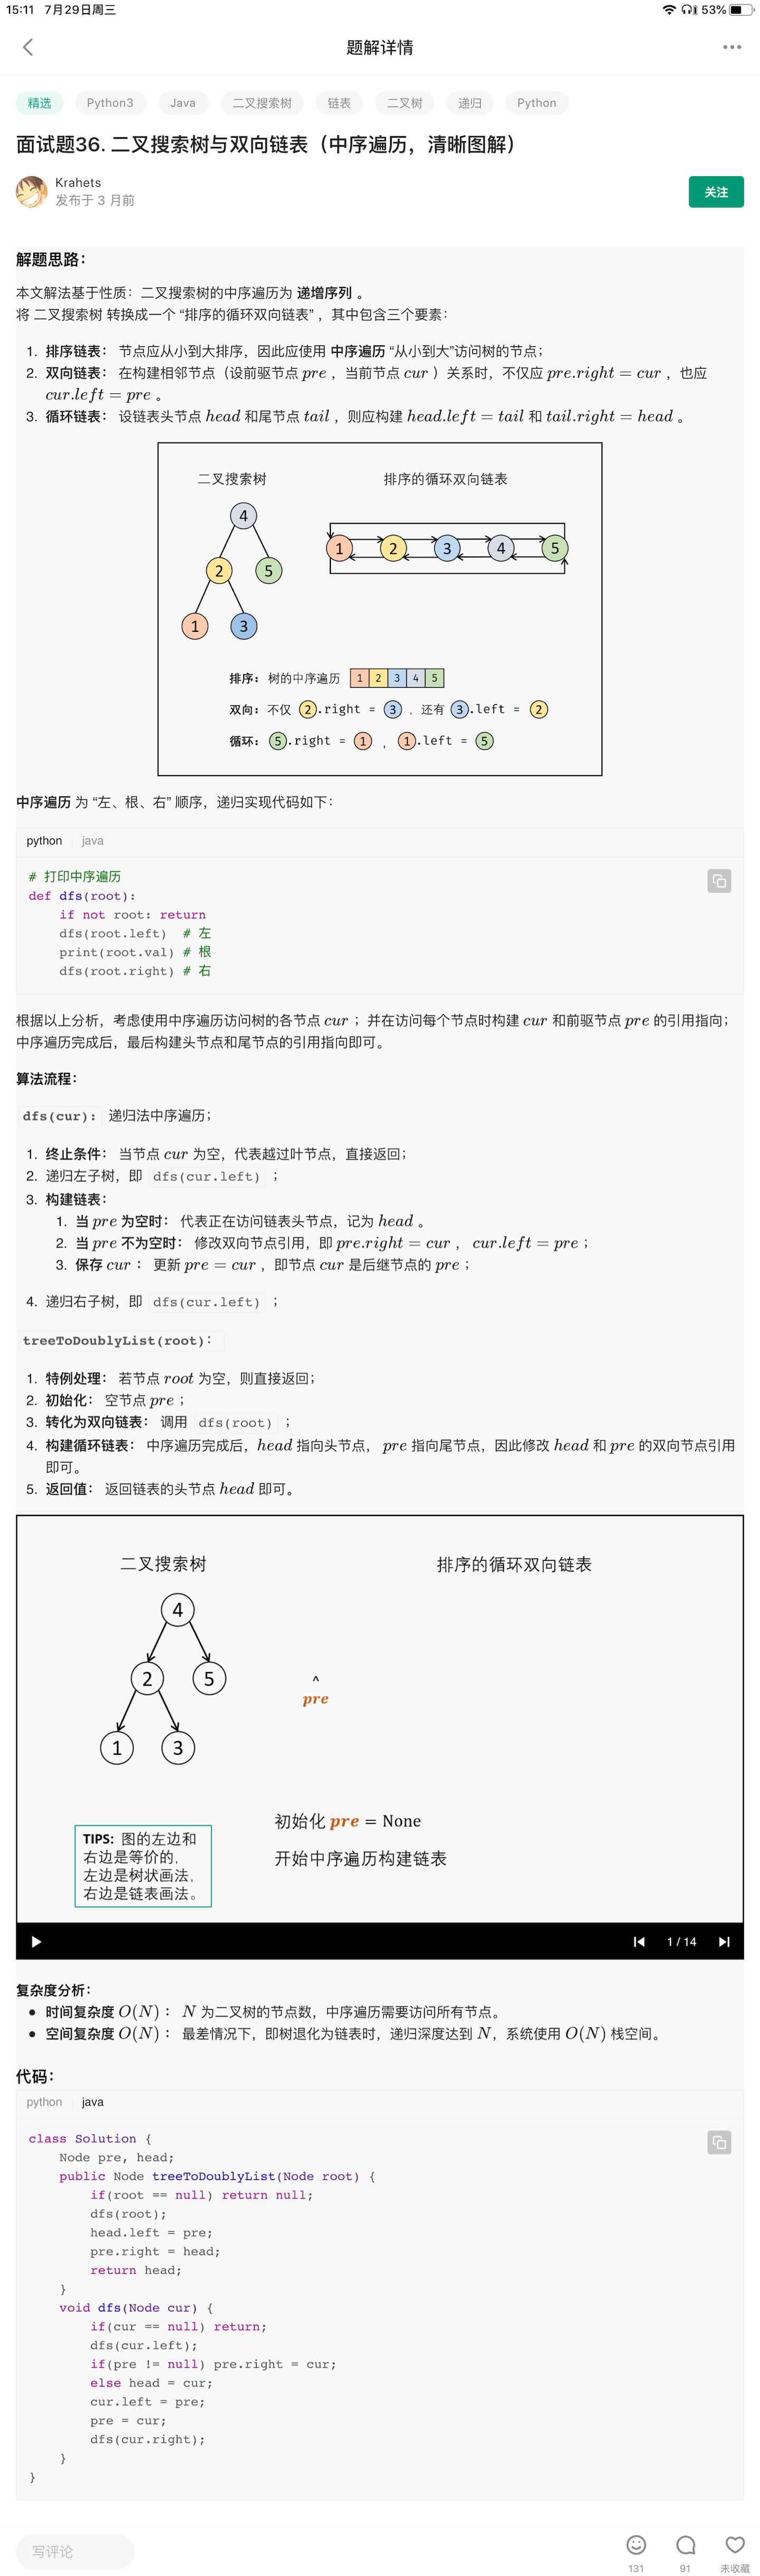 15:11 7月29日周三 53%
题解详情
精选 Python3 Java 二叉搜索树 链表 二叉树 递归 Python
面试题36. 二叉搜索树与双向链表（中序遍历，清晰图解）
Krahets
发布于 3 月前
关注
解题思路：
本文解法基于性质：二叉搜索树的中序遍历为 递增序列 。
将 二叉搜索树 转换成一个 “排序的循环双向链表” ，其中包含三个要素：
1. 排序链表： 节点应从小到大排序，因此应使用 中序遍历 “从小到大”访问树的节点；
2. 双向链表： 在构建相邻节点（设前驱节点 pre ，当前节点 cur ）关系时，不仅应 pre.right = cur ，也应
cur.left = pre 。
3. 循环链表： 设链表头节点 head 和尾节点 tail ，则应构建 head.left = tail 和 tail.right = head 。
二叉搜索树 排序的循环双向链表
4
1 2 3 4 5
2 5
1 3
排序： 树的中序遍历 1 2 3 4 5
双向： 不仅 2.right = 3 ，还有 3.left = 2
循环： 5.right = 1 ， 1.left = 5
中序遍历 为 “左、根、右” 顺序，递归实现代码如下：
python java
# 打印中序遍历
def dfs(root):
if not root: return
dfs(root.left) # 左
print(root.val) # 根
dfs(root.right) # 右
根据以上分析，考虑使用中序遍历访问树的各节点 cur ；并在访问每个节点时构建 cur 和前驱节点 pre 的引用指向；
中序遍历完成后，最后构建头节点和尾节点的引用指向即可。
算法流程：
dfs(cur): 递归法中序遍历；
1. 终止条件： 当节点 cur 为空，代表越过叶节点，直接返回；
2. 递归左子树，即 dfs(cur.left) ；
3. 构建链表：
1. 当 pre 为空时： 代表正在访问链表头节点，记为 head 。
2. 当 pre 不为空时： 修改双向节点引用，即 pre.right = cur ， cur.left = pre ；
3. 保存 cur ： 更新 pre = cur ，即节点 cur 是后继节点的 pre ；
4. 递归右子树，即 dfs(cur.left) ；
treeToDoublyList(root)：
1. 特例处理： 若节点 root 为空，则直接返回；
2. 初始化： 空节点 pre ；
3. 转化为双向链表： 调用 dfs(root) ；
4. 构建循环链表： 中序遍历完成后，head 指向头节点， pre 指向尾节点，因此修改 head 和 pre 的双向节点引用
即可。
5. 返回值： 返回链表的头节点 head 即可。
二叉搜索树 排序的循环双向链表
4
2 5
^
pre
1 3
初始化 pre = None
开始中序遍历构建链表
TIPS: 图的左边和
右边是等价的，
左边是树状画法，
右边是链表画法。
1 / 14
复杂度分析：
• 时间复杂度 O(N) ： N 为二叉树的节点数，中序遍历需要访问所有节点。
• 空间复杂度 O(N) ： 最差情况下，即树退化为链表时，递归深度达到 N，系统使用 O(N) 栈空间。
代码：
python java
class Solution {
Node pre, head;
public Node treeToDoublyList(Node root) {
if(root == null) return null;
dfs(root);
head.left = pre;
pre.right = head;
return head;
}
void dfs(Node cur) {
if(cur == null) return;
dfs(cur.left);
if(pre != null) pre.right = cur;
else head = cur;
cur.left = pre;
pre = cur;
dfs(cur.right);
}
}
写评论
131 91 未收藏